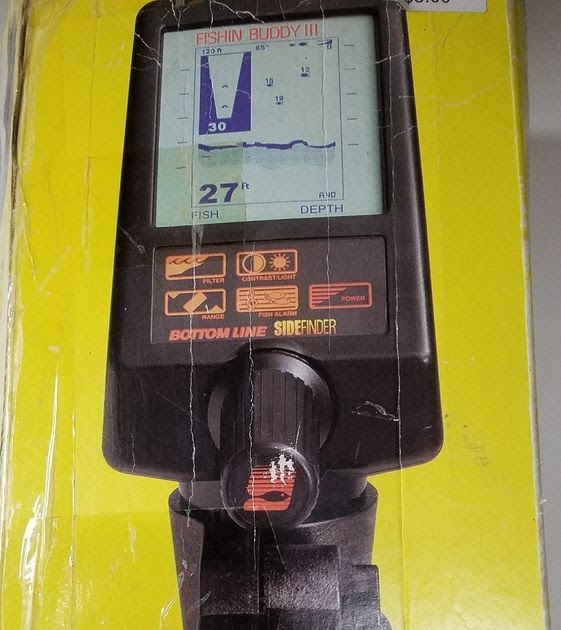 FISHIN' BUDDY III
120 ft 65° 0
12
15
19
30
27 ft A40
FISH DEPTH
FILTER CONTRAST/LIGHT
RANGE FISH ALARM POWER
BOTTOM LINE SIDEFINDER